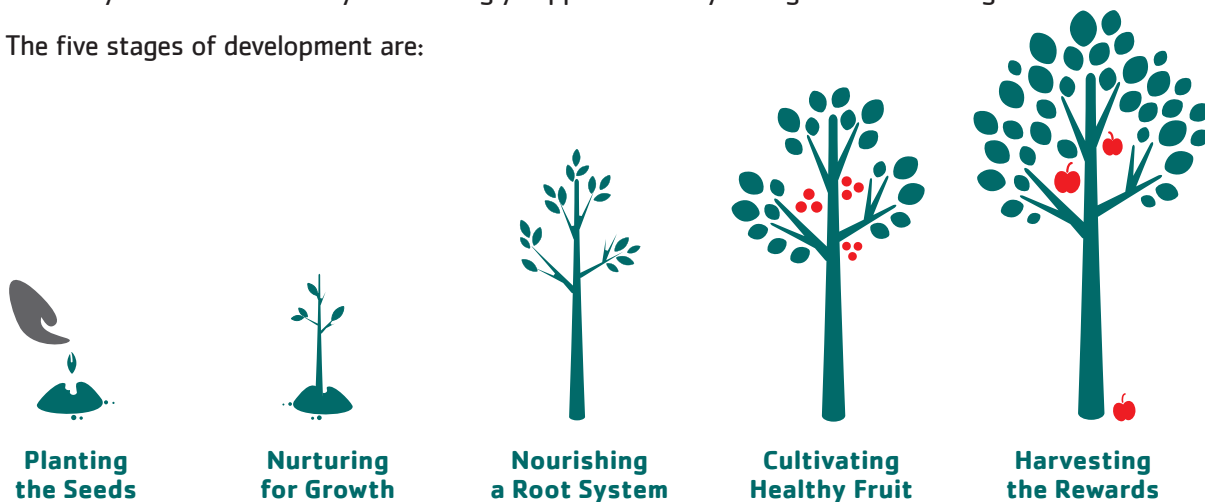 The five stages of development are:
Planting
the Seeds
Nurturing
for Growth
Nourishing
a Root System
Cultivating
Healthy Fruit
Harvesting
the Rewards